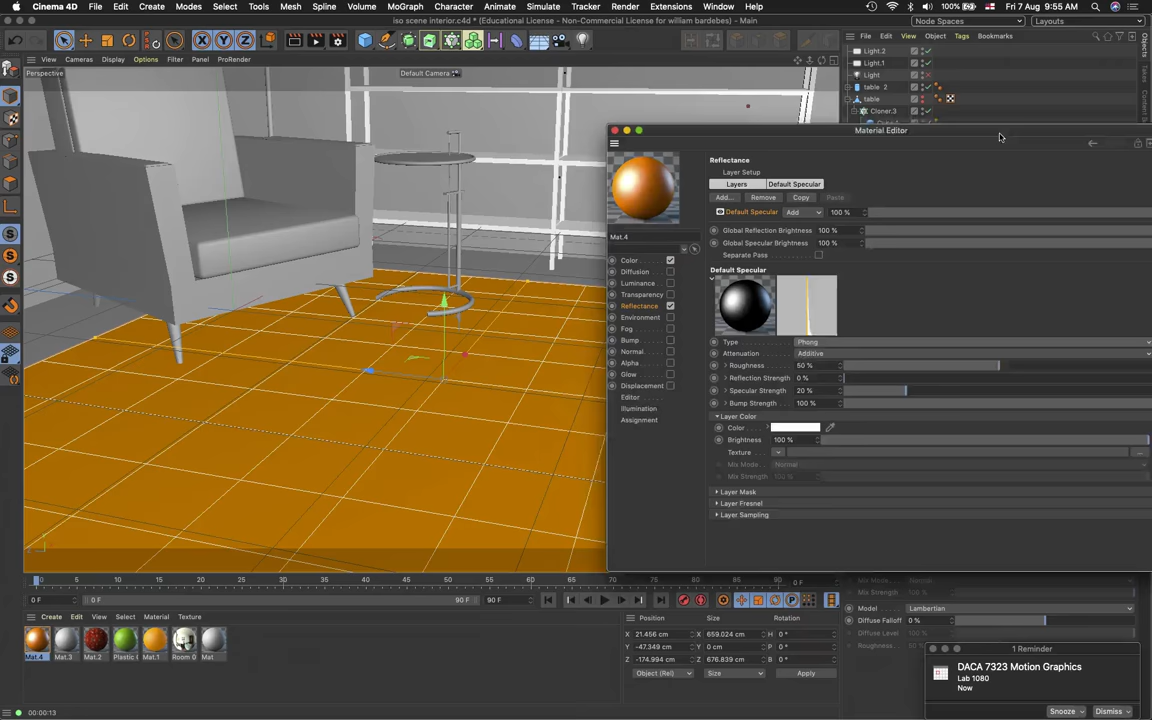 Cinema 4D File Edit Create Modes Select Tools Mesh Spline Volume MoGraph Character Animate Simulate Tracker Render Extensions Window Help 100% Fri 7 Aug 9:55 AM
iso scene interior.c4d * (Educational License - Non-Commercial License for william bardebes) - Main
Node Spaces Layouts
View Cameras Display Options Filter Panel ProRender
File Edit View Object Tags Bookmarks
Perspective Default Camera
Light.2
Light.1
Light
table 2
table
Cloner.3
Objects
Takes
Material Editor
Reflectance
Layer Setup
Layers Default Specular
Add... Remove Copy Paste
Default Specular Add 100 %
Global Reflection Brightness 100 %
Global Specular Brightness 100 %
Separate Pass
Default Specular
Mat.4
Color
Diffusion
Luminance
Transparency
Reflectance
Environment
Fog
Bump
Normal
Alpha
Glow
Displacement
Editor
Illumination
Assignment
Type Phong
Attenuation Additive
Roughness 50 %
Reflection Strength 0 %
Specular Strength 20 %
Bump Strength 100 %
Layer Color
Color
Brightness 100 %
Texture
Mix Mode Normal
Mix Strength 100 %
Layer Mask
Layer Fresnel
Layer Sampling
0 5 10 15 20 25 30 35 40 45 50 55 60 65 70 75 80 85 90 0 F
0 F 0 F 90 F 90 F
Create Edit View Select Material Texture
Mat.4 Mat.3 Mat.2 Plastic Mat.1 Room 0 Mat
Position Size Rotation
X 21.456 cm X 659.024 cm H 0 °
Y -47.349 cm Y 0 cm P 0 °
Z -174.994 cm Z 676.839 cm B 0 °
Object (Rel) Size Apply
Mix Mode Normal
Mix Strength 100 %
Model Lambertian
Diffuse Falloff 0 %
Diffuse Level 100 %
Roughness
1 Reminder
DACA 7323 Motion Graphics
Lab 1080
Now
Snooze Dismiss
00:00:13